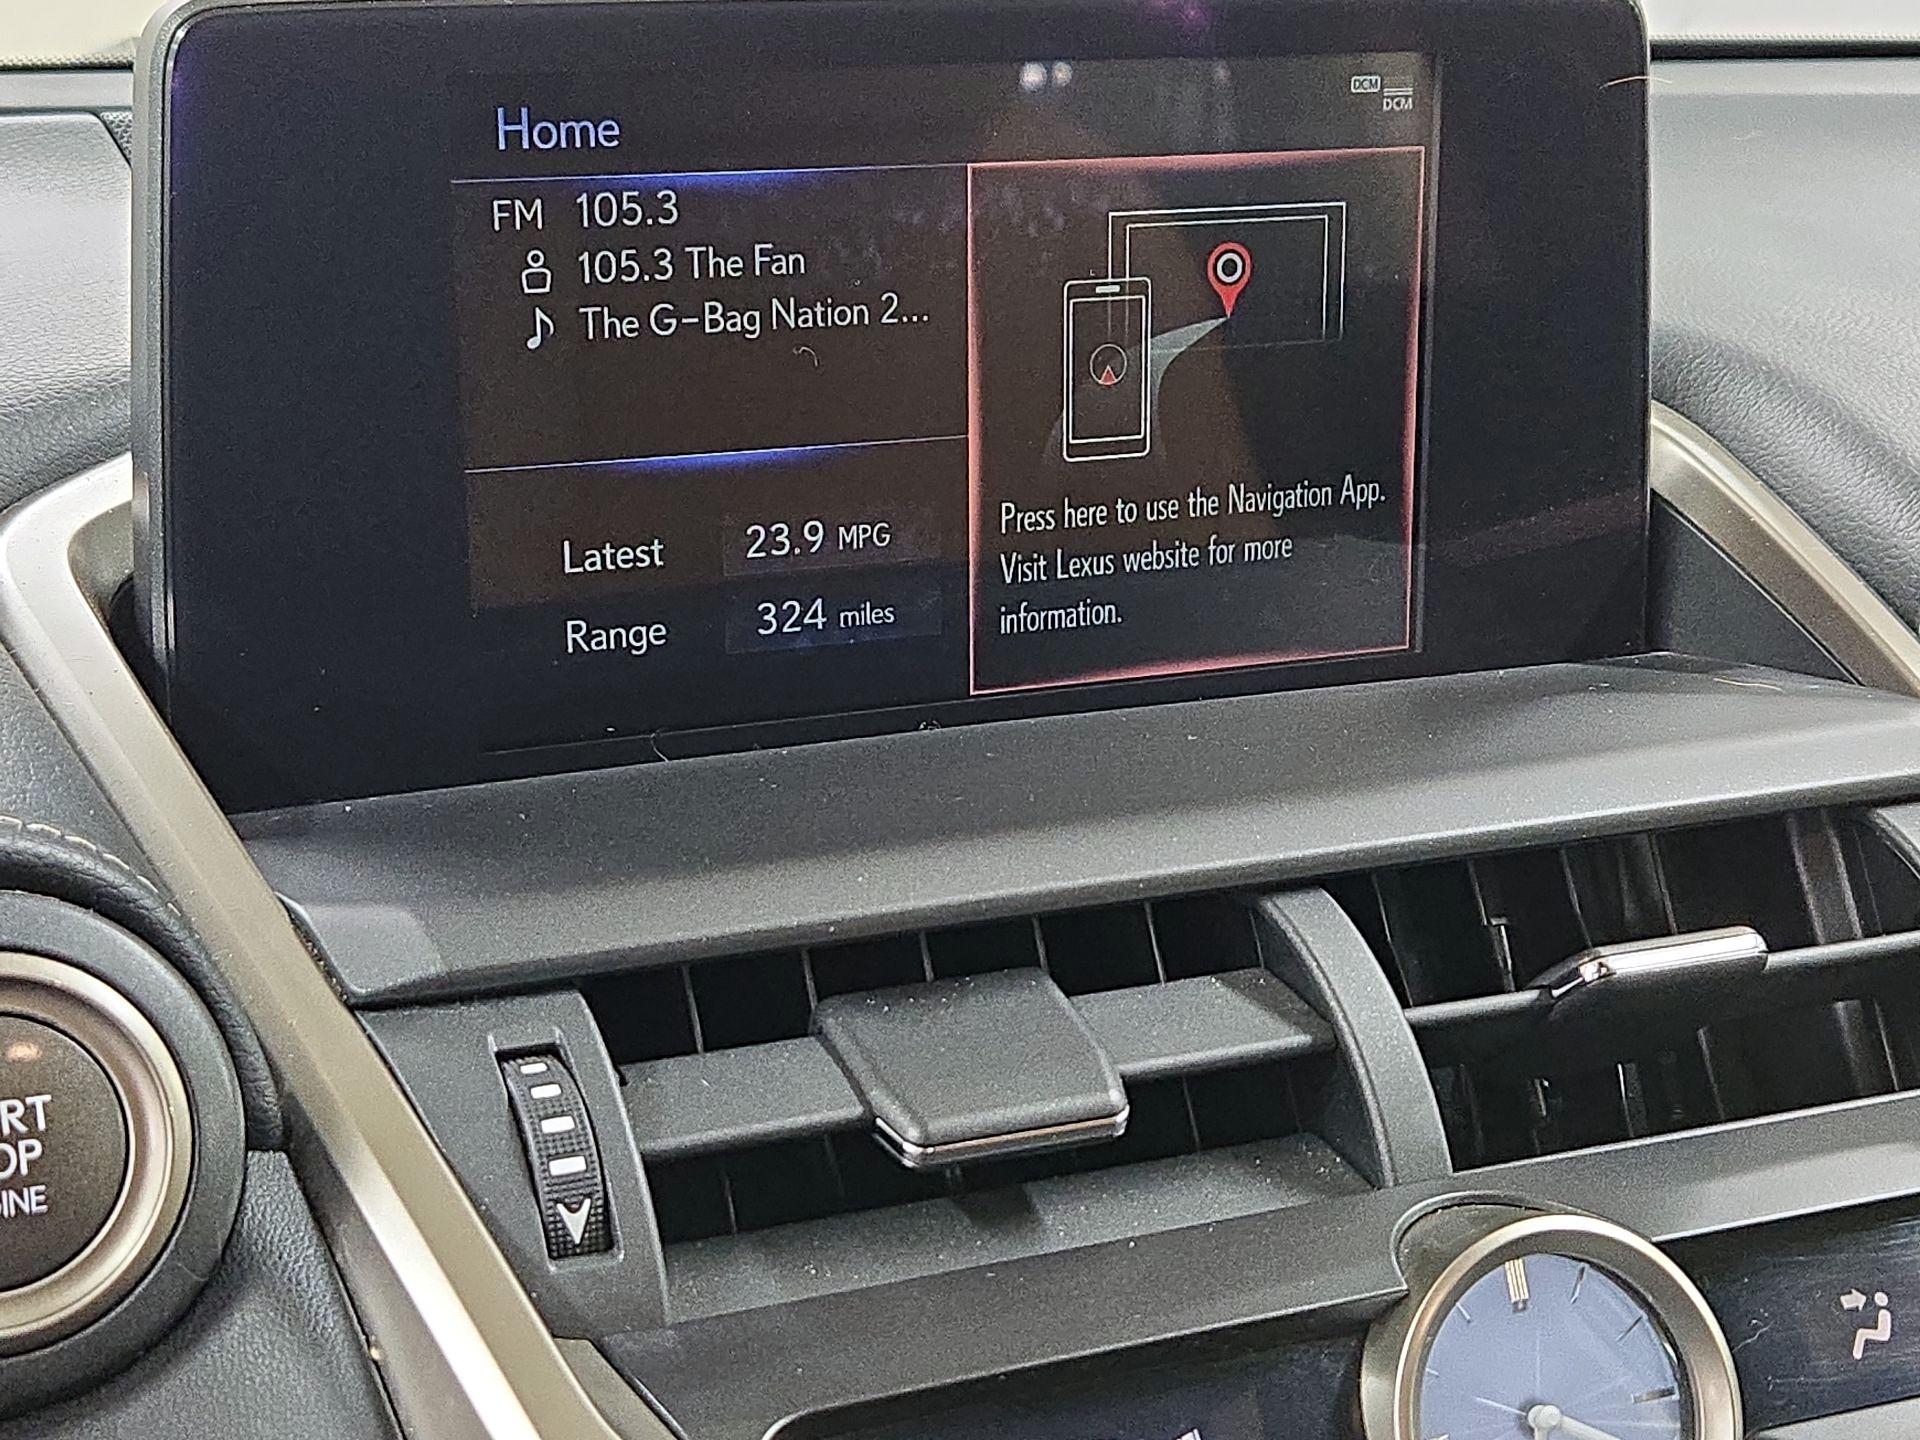 DCM
DCM
Home
FM 105.3
105.3 The Fan
The G-Bag Nation 2...
Latest 23.9 MPG
Range 324 miles
Press here to use the Navigation App.
Visit Lexus website for more
information.
RT
OP
INE